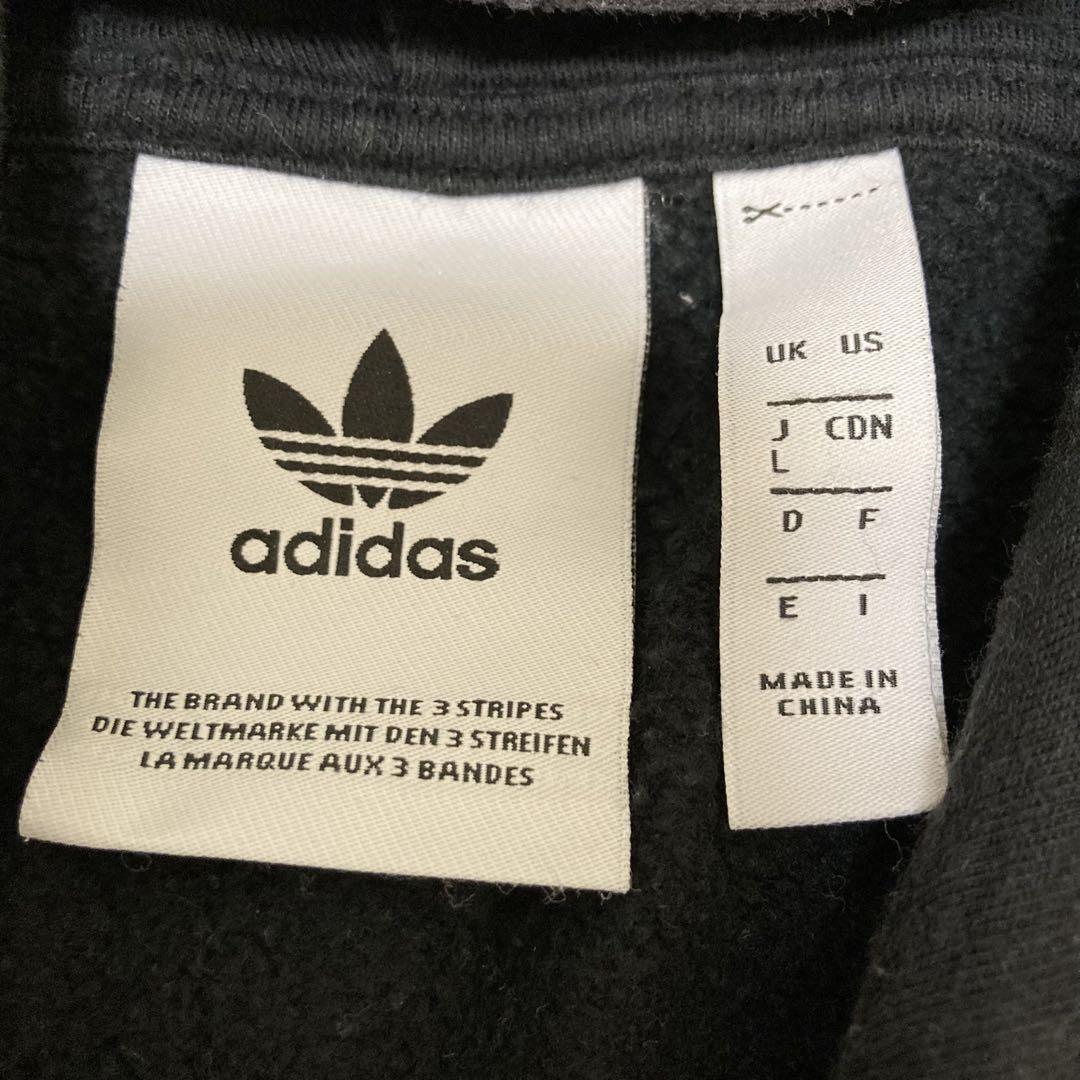 adidas
THE BRAND WITH THE 3 STRIPES
DIE WELTMARKE MIT DEN 3 STREIFEN
LA MARQUE AUX 3 BANDES
UK US
J CDN
L
D F
E I
MADE IN
CHINA